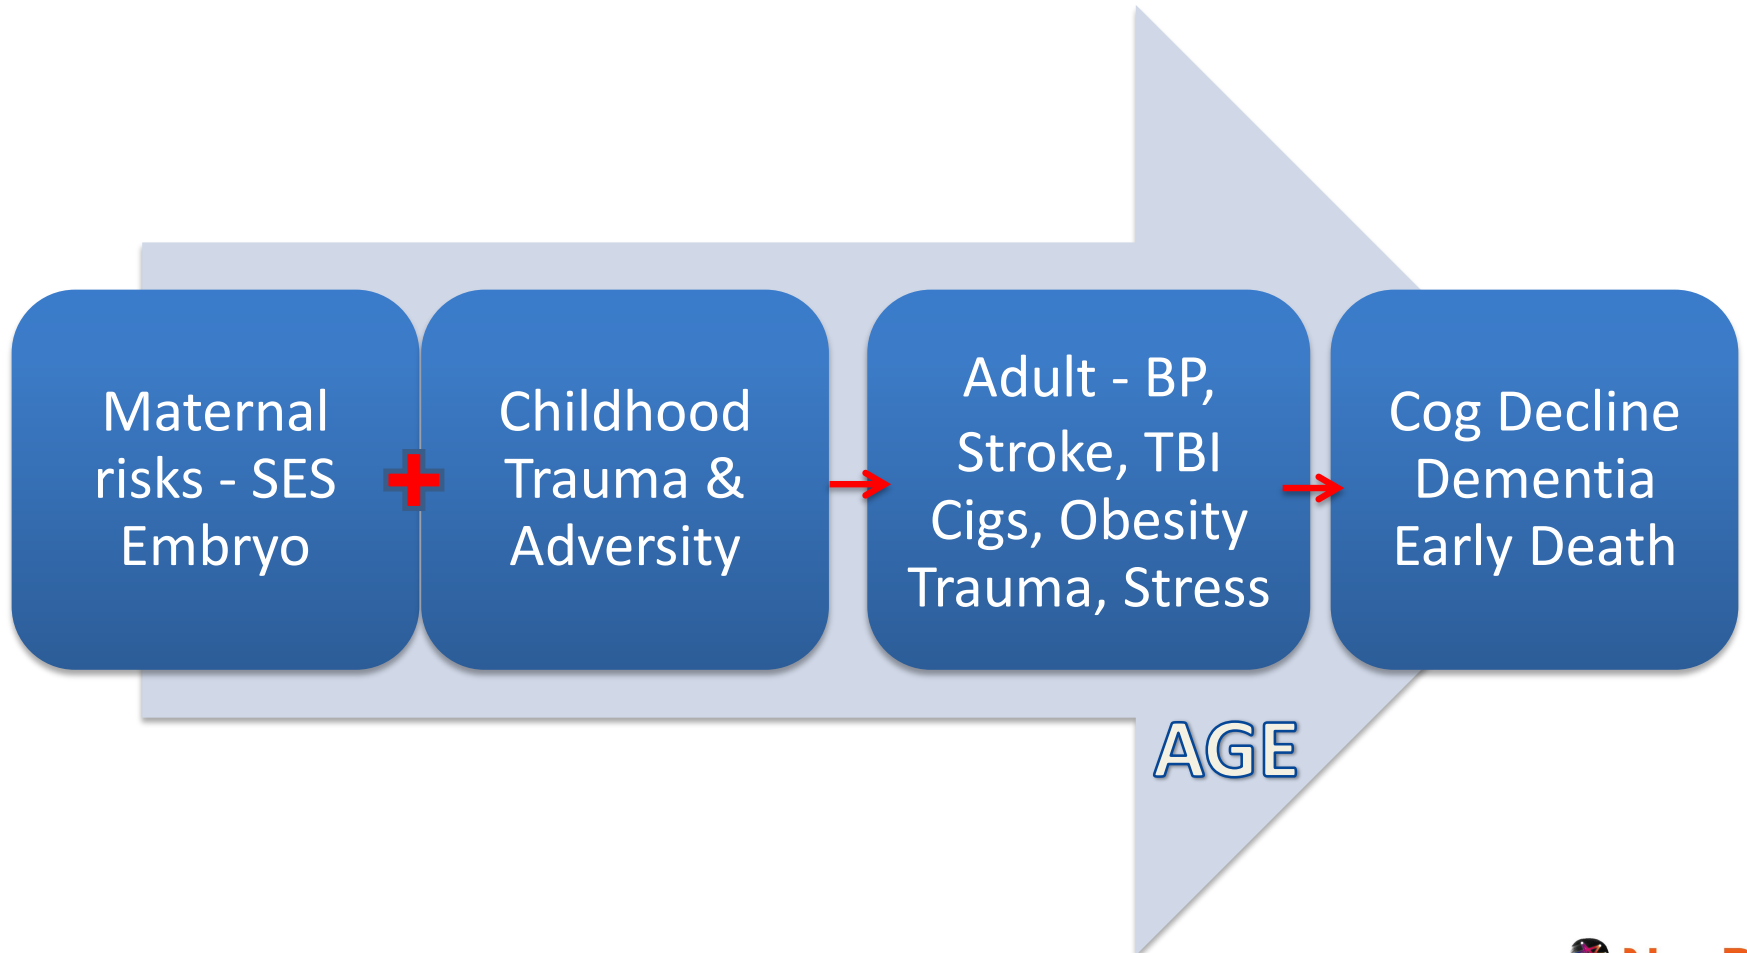 Maternal
risks - SES
Embryo
Childhood
Trauma &
Adversity
Adult - BP,
Stroke, TBI
Cigs, Obesity
Trauma, Stress
Cog Decline
Dementia
Early Death
AGE